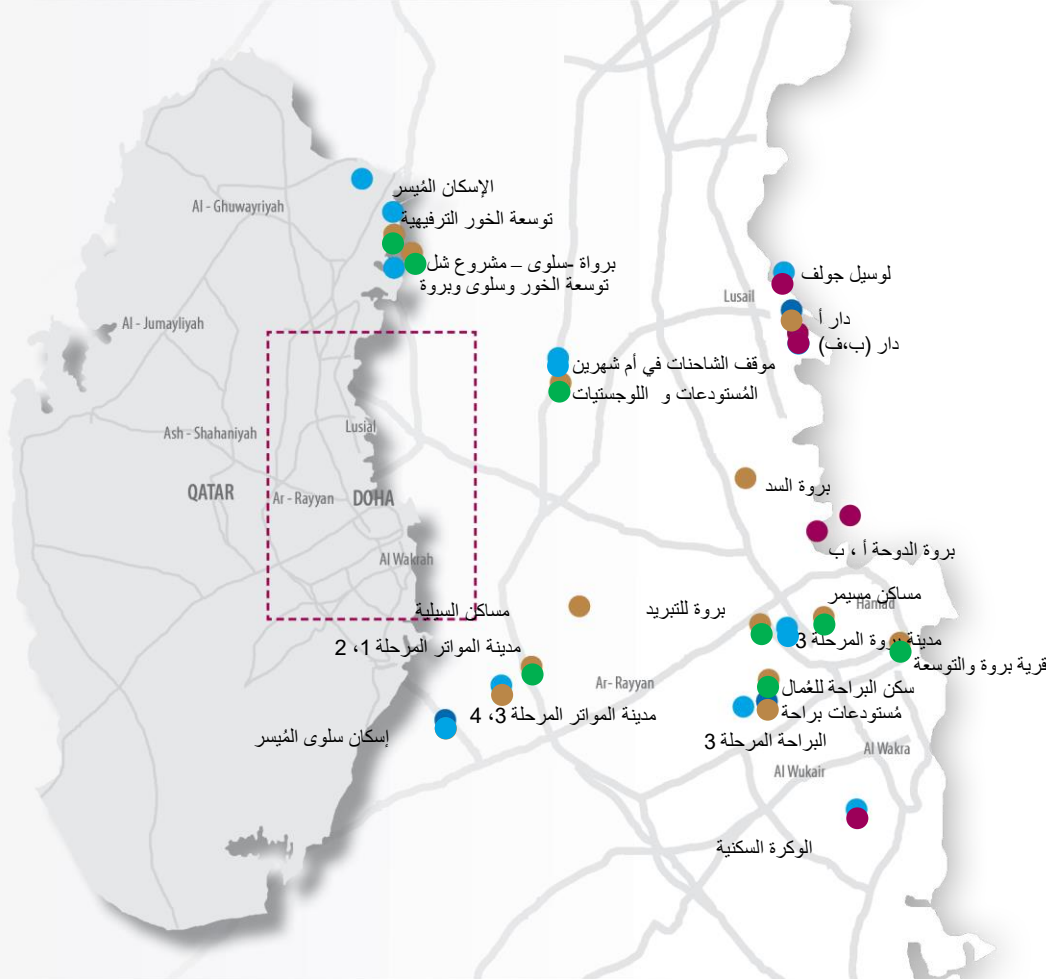 الإسكان المُيسر
Al - Ghuwayriyah
توسعة الخور الترفيهية
برواة -سلوى – مشروع شل
توسعة الخور وسلوى وبروة
لوسيل جولف
Lusail
دار أ
Al - Jumayliyah
دار (ب،ف)
موقف الشاحنات في أم شهرين
المُستودعات و اللوجستيات
Lusial
Ash - Shahaniyah
بروة السد
QATAR
Ar - Rayyan
DOHA
بروة الدوحة أ ، ب
Al Wakrah
مساكن مسيمر
Hamad
مساكن السيلية
بروة للتبريد
مدينة بروة المرحلة 3
مدينة المواتر المرحلة 1، 2
قرية بروة والتوسعة
Ar- Rayyan
سكن البراحة للعُمال
مُستودعات براحة
مدينة المواتر المرحلة 3، 4
إسكان سلوى المُيسر
البراحة المرحلة 3
Al Wakra
Al Wukair
الوكرة السكنية